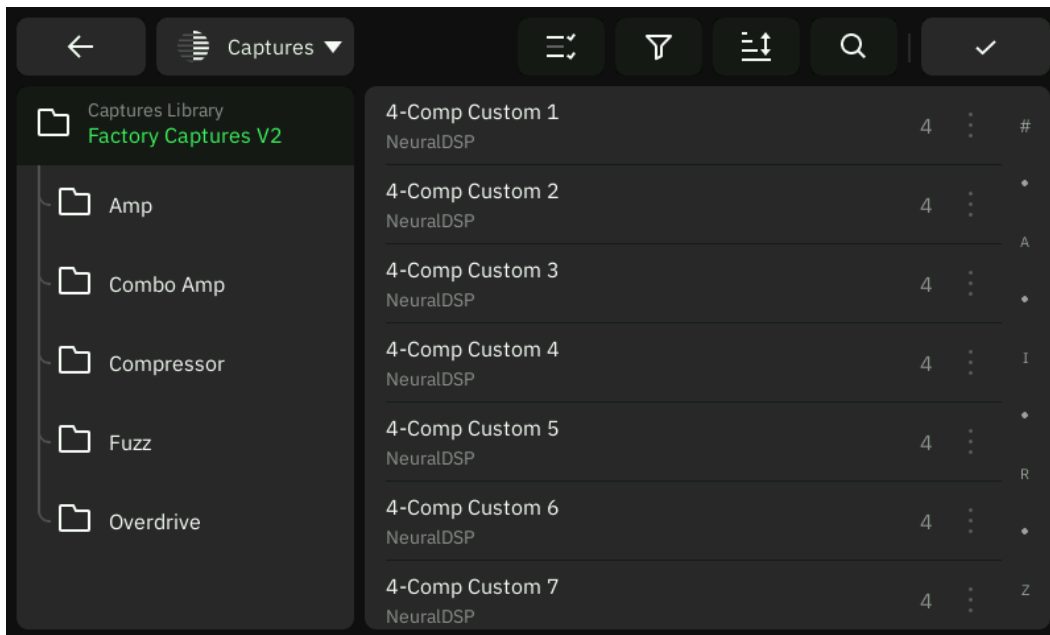 Captures
Captures Library
Factory Captures V2
Amp
Combo Amp
Compressor
Fuzz
Overdrive
4-Comp Custom 1
NeuralDSP
4
4-Comp Custom 2
NeuralDSP
4
4-Comp Custom 3
NeuralDSP
4
4-Comp Custom 4
NeuralDSP
4
4-Comp Custom 5
NeuralDSP
4
4-Comp Custom 6
NeuralDSP
4
4-Comp Custom 7
NeuralDSP
4
#
A
I
R
Z